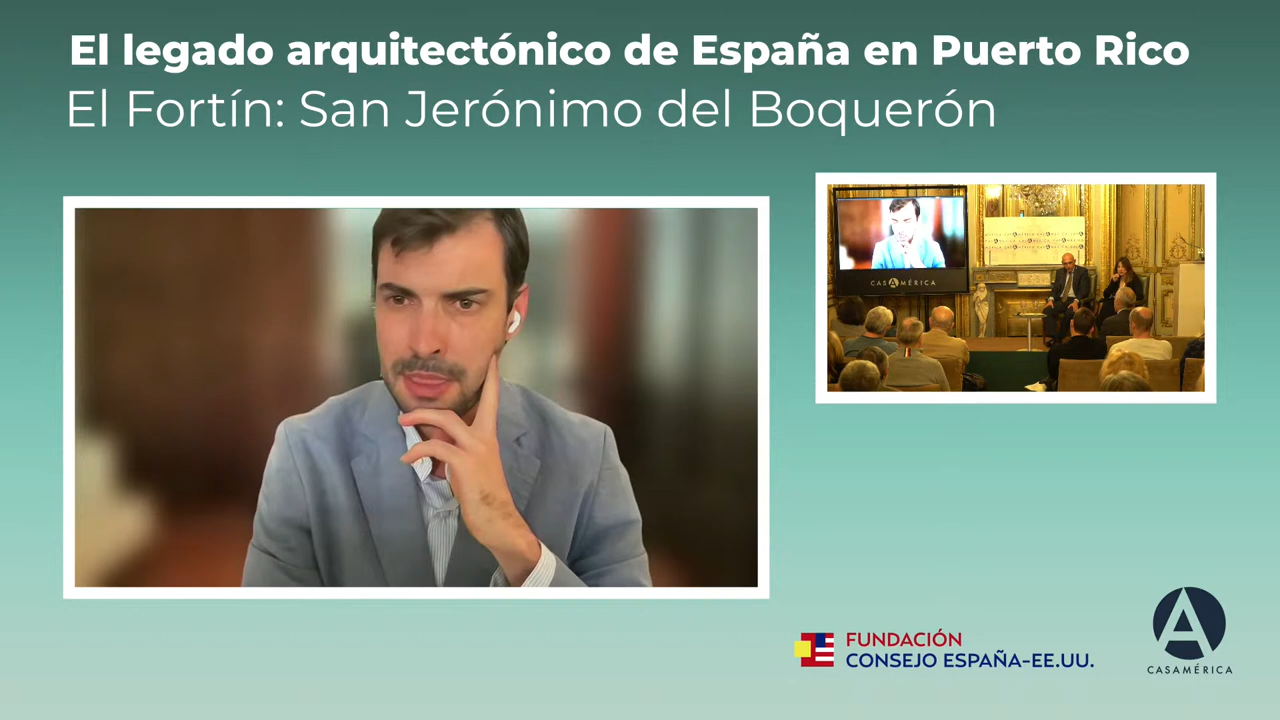 El legado arquitectónico de España en Puerto Rico
El Fortín: San Jerónimo del Boquerón
CASAMÉRICA
FUNDACIÓN
CONSEJO ESPAÑA-EE.UU.
CASAMÉRICA